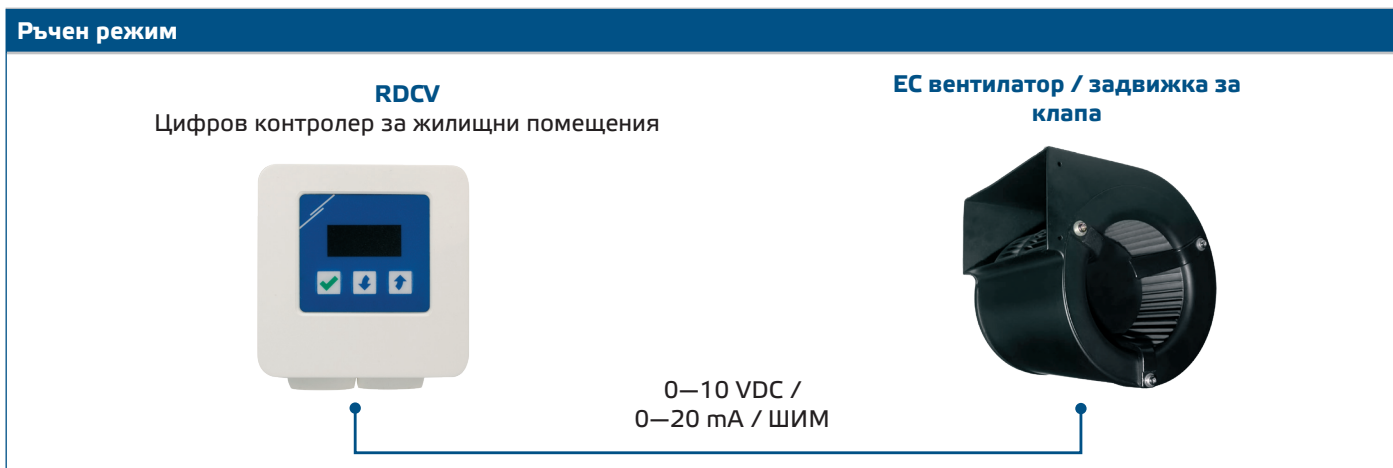 Ръчен режим
RDCV
Цифров контролер за жилищни помещения
ЕС вентилатор / задвижка за
клапа
0—10 VDC /
0—20 mA / ШИМ